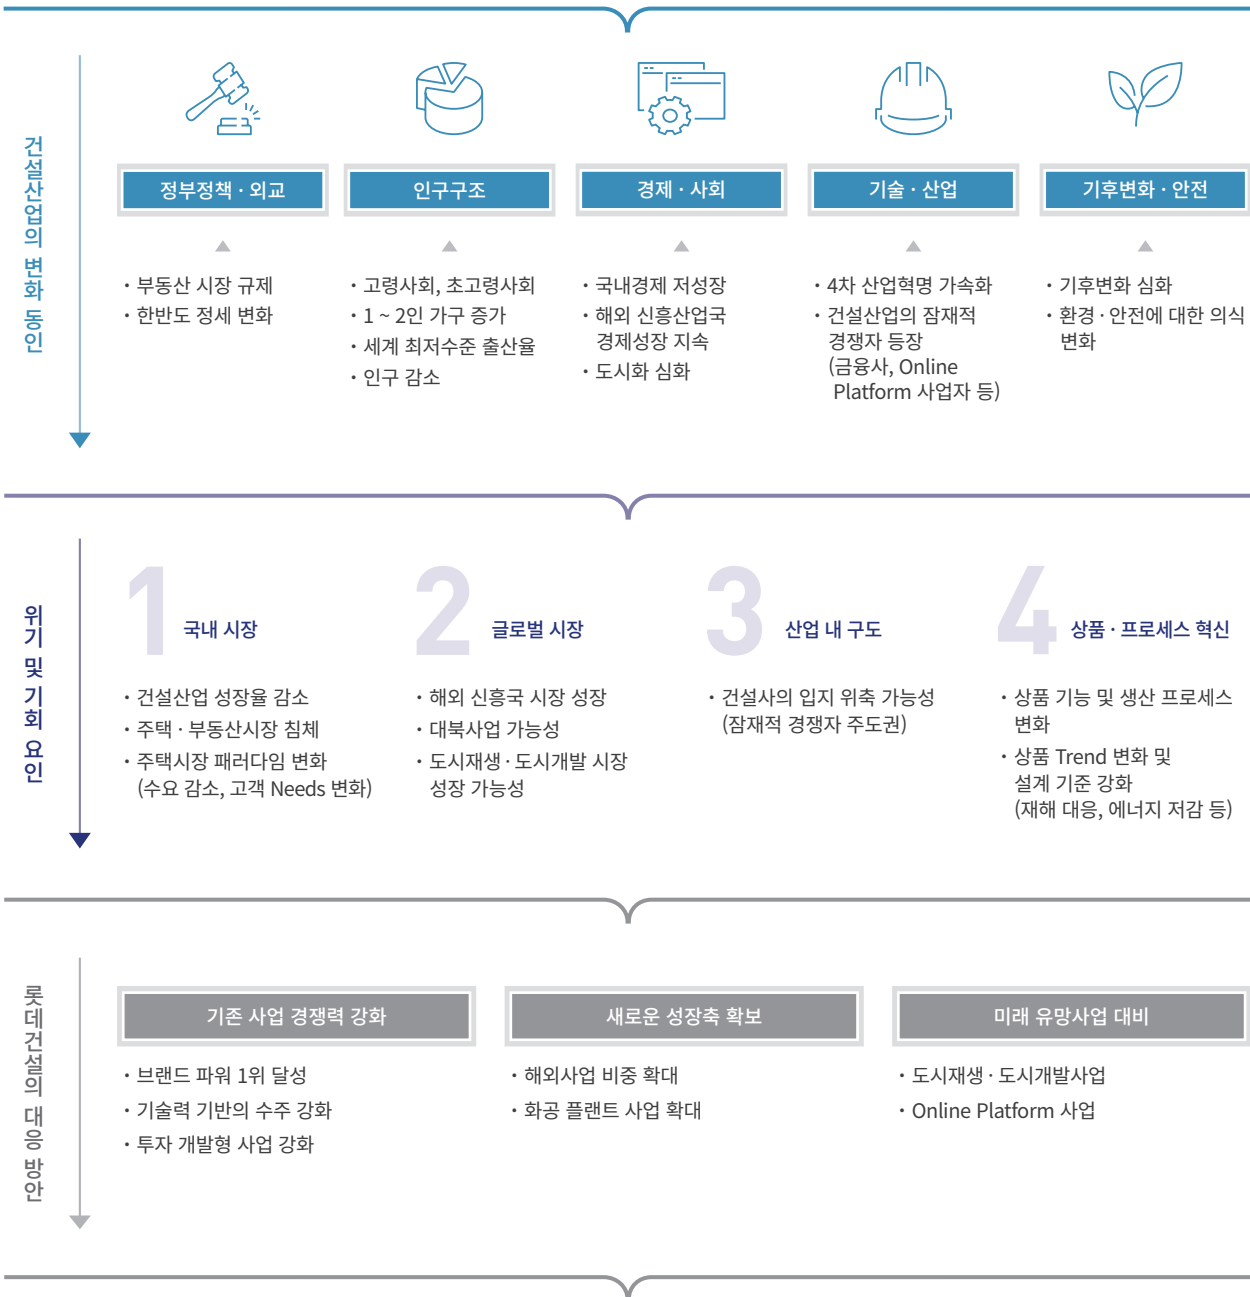 건설산업의 변화 동인
정부정책 · 외교
· 부동산 시장 규제
· 한반도 정세 변화
인구구조
· 고령사회, 초고령사회
· 1 ~ 2인 가구 증가
· 세계 최저수준 출산율
· 인구 감소
경제 · 사회
· 국내경제 저성장
· 해외 신흥산업국
경제성장 지속
· 도시화 심화
기술 · 산업
· 4차 산업혁명 가속화
· 건설산업의 잠재적
경쟁자 등장
(금융사, Online
Platform 사업자 등)
기후변화 · 안전
· 기후변화 심화
· 환경 · 안전에 대한 의식
변화
위기 및 기회 요인
1 국내 시장
· 건설산업 성장율 감소
· 주택 · 부동산시장 침체
· 주택시장 패러다임 변화
(수요 감소, 고객 Needs 변화)
2 글로벌 시장
· 해외 신흥국 시장 성장
· 대북사업 가능성
· 도시재생 · 도시개발 시장
성장 가능성
3 산업 내 구도
· 건설사의 입지 위축 가능성
(잠재적 경쟁자 주도권)
4 상품 · 프로세스 혁신
· 상품 기능 및 생산 프로세스
변화
· 상품 Trend 변화 및
설계 기준 강화
(재해 대응, 에너지 저감 등)
롯데건설의 대응 방안
기존 사업 경쟁력 강화
· 브랜드 파워 1위 달성
· 기술력 기반의 수주 강화
· 투자 개발형 사업 강화
새로운 성장축 확보
· 해외사업 비중 확대
· 화공 플랜트 사업 확대
미래 유망사업 대비
· 도시재생 · 도시개발사업
· Online Platform 사업